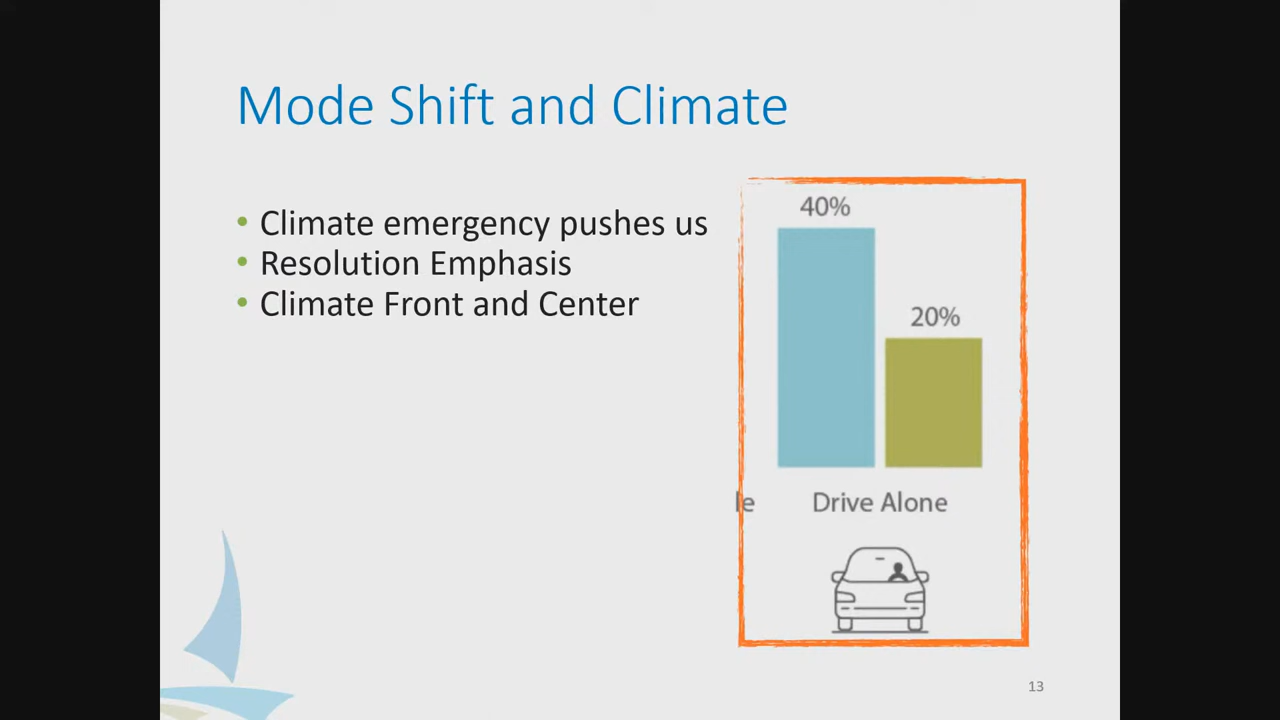 Mode Shift and Climate
• Climate emergency pushes us
• Resolution Emphasis
• Climate Front and Center
40%
20%
le
Drive Alone
13